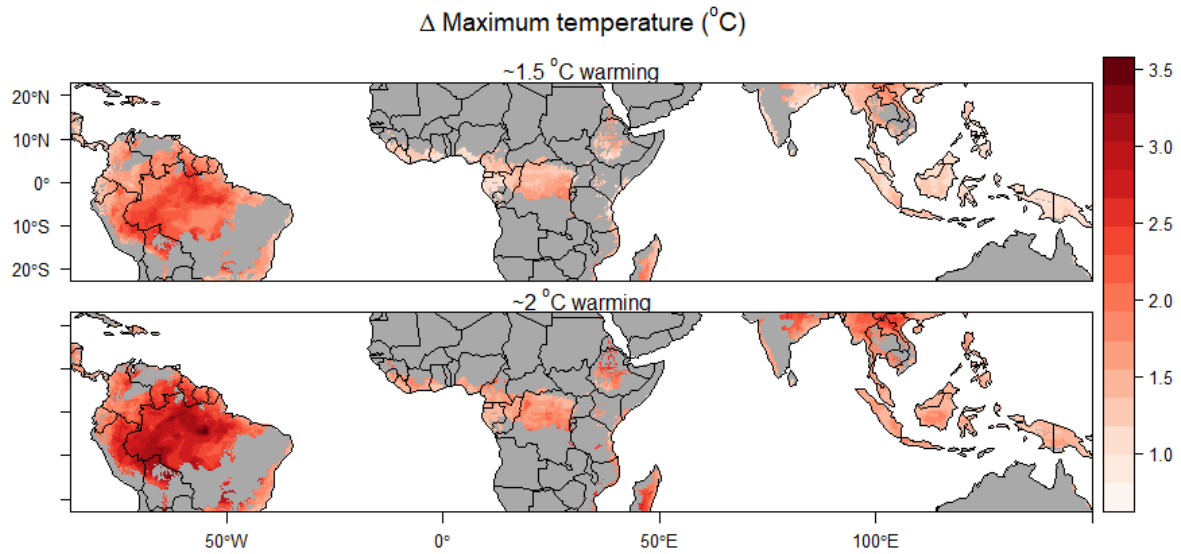 Δ Maximum temperature (°C)
~1.5 °C warming
20°N
10°N
0°
10°S
20°S
~2 °C warming
50°W
0°
50°E
100°E
3.5
3.0
2.5
2.0
1.5
1.0